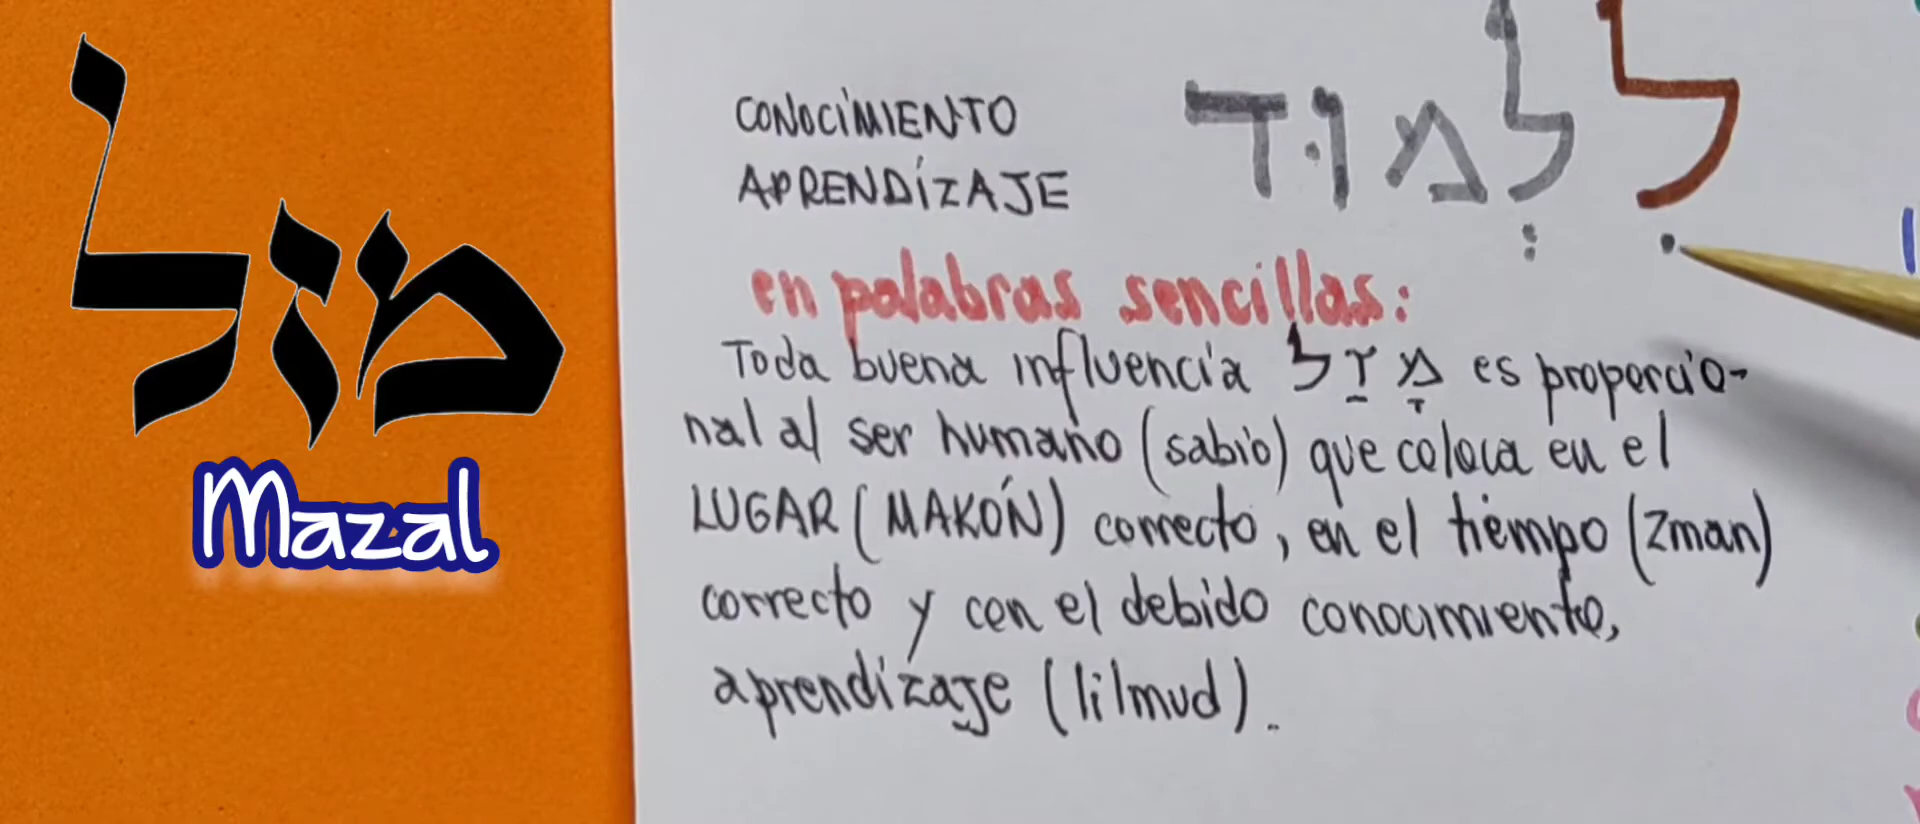 מזל
Mazal
CONOCIMIENTO
APRENDIZAJE
ללמוד
en palabras sencillas:
Toda buena influencia מָזַל es proporcio-
nal al ser humano (sabio) que coloca en el
LUGAR (MAKÓN) correcto, en el tiempo (zman)
correcto y con el debido conocimiento,
aprendizaje (lilmud).